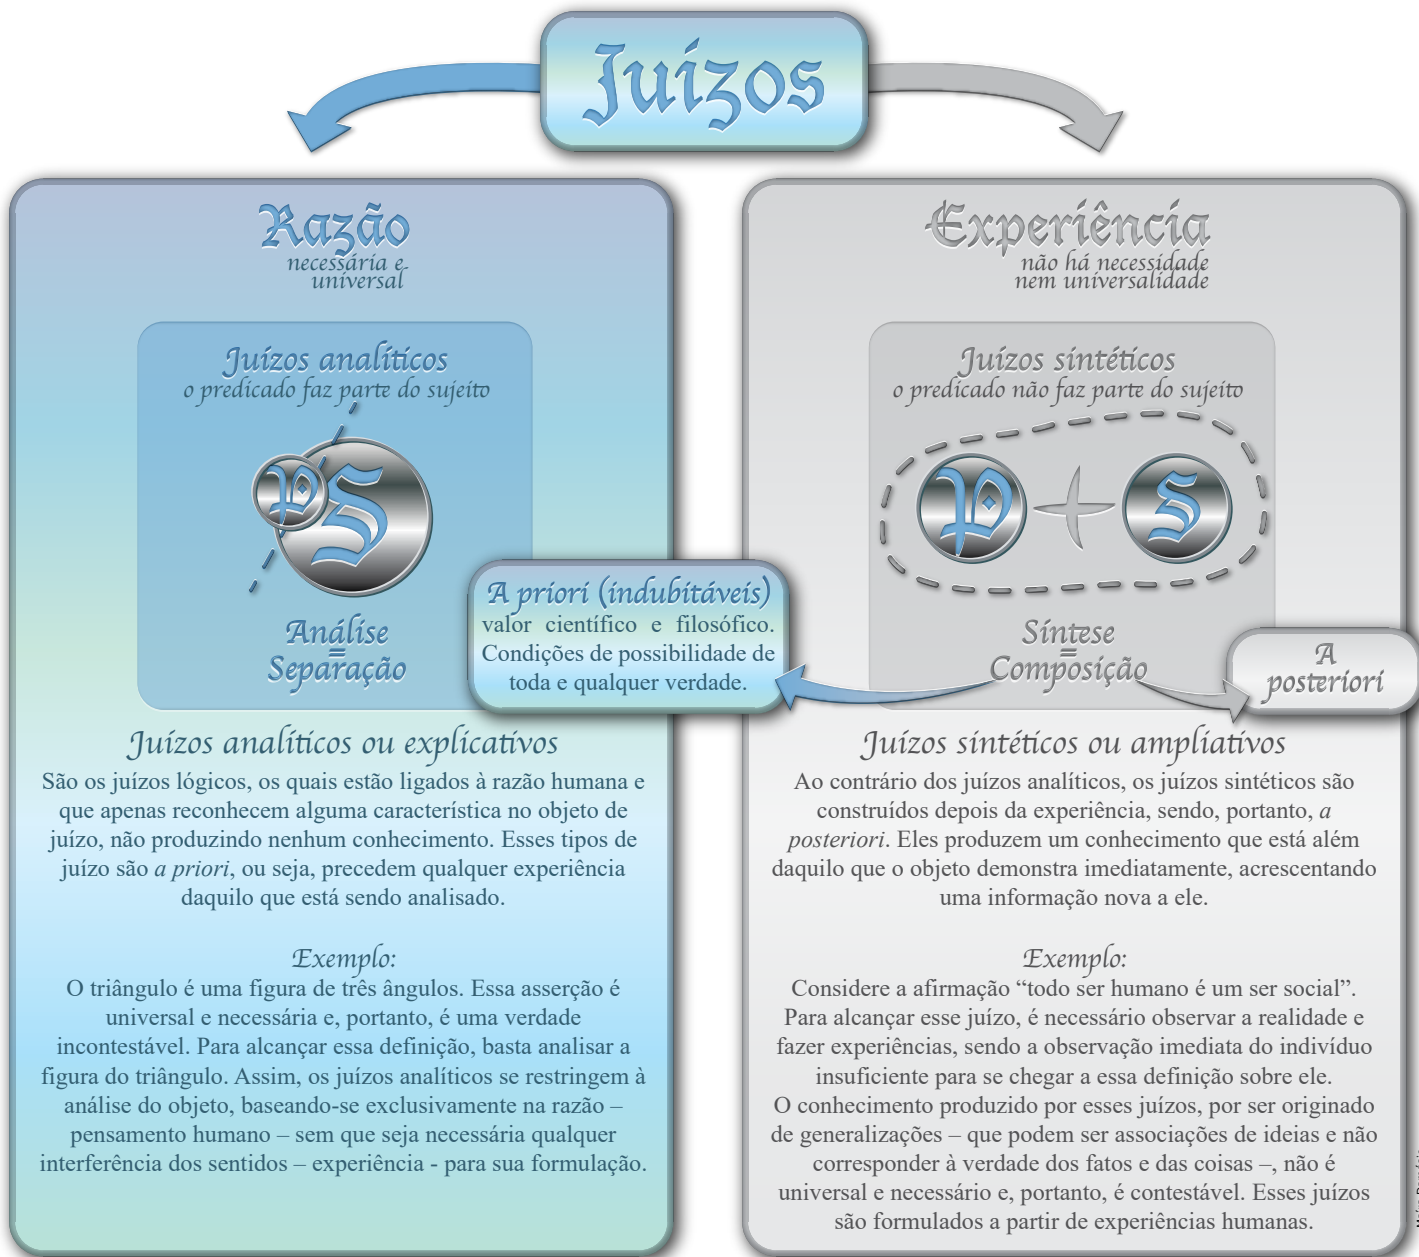 Juízos
Razão
necessária e
universal
Juízos analíticos
o predicado faz parte do sujeito
P S
Análise
=
Separação
Juízos analíticos ou explicativos
São os juízos lógicos, os quais estão ligados à razão humana e
que apenas reconhecem alguma característica no objeto de
juízo, não produzindo nenhum conhecimento. Esses tipos de
juízo são a priori, ou seja, precedem qualquer experiência
daquilo que está sendo analisado.
Exemplo:
O triângulo é uma figura de três ângulos. Essa asserção é
universal e necessária e, portanto, é uma verdade
incontestável. Para alcançar essa definição, basta analisar a
figura do triângulo. Assim, os juízos analíticos se restringem à
análise do objeto, baseando-se exclusivamente na razão –
pensamento humano – sem que seja necessária qualquer
interferência dos sentidos – experiência - para sua formulação.
A priori (indubitáveis)
valor científico e filosófico.
Condições de possibilidade de
toda e qualquer verdade.
Experiência
não há necessidade
nem universalidade
Juízos sintéticos
o predicado não faz parte do sujeito
P + S
Síntese
=
Composição
A
posteriori
Juízos sintéticos ou ampliativos
Ao contrário dos juízos analíticos, os juízos sintéticos são
construídos depois da experiência, sendo, portanto, a
posteriori. Eles produzem um conhecimento que está além
daquilo que o objeto demonstra imediatamente, acrescentando
uma informação nova a ele.
Exemplo:
Considere a afirmação “todo ser humano é um ser social”.
Para alcançar esse juízo, é necessário observar a realidade e
fazer experiências, sendo a observação imediata do indivíduo
insuficiente para se chegar a essa definição sobre ele.
O conhecimento produzido por esses juízos, por ser originado
de generalizações – que podem ser associações de ideias e não
corresponder à verdade dos fatos e das coisas –, não é
universal e necessário e, portanto, é contestável. Esses juízos
são formulados a partir de experiências humanas.